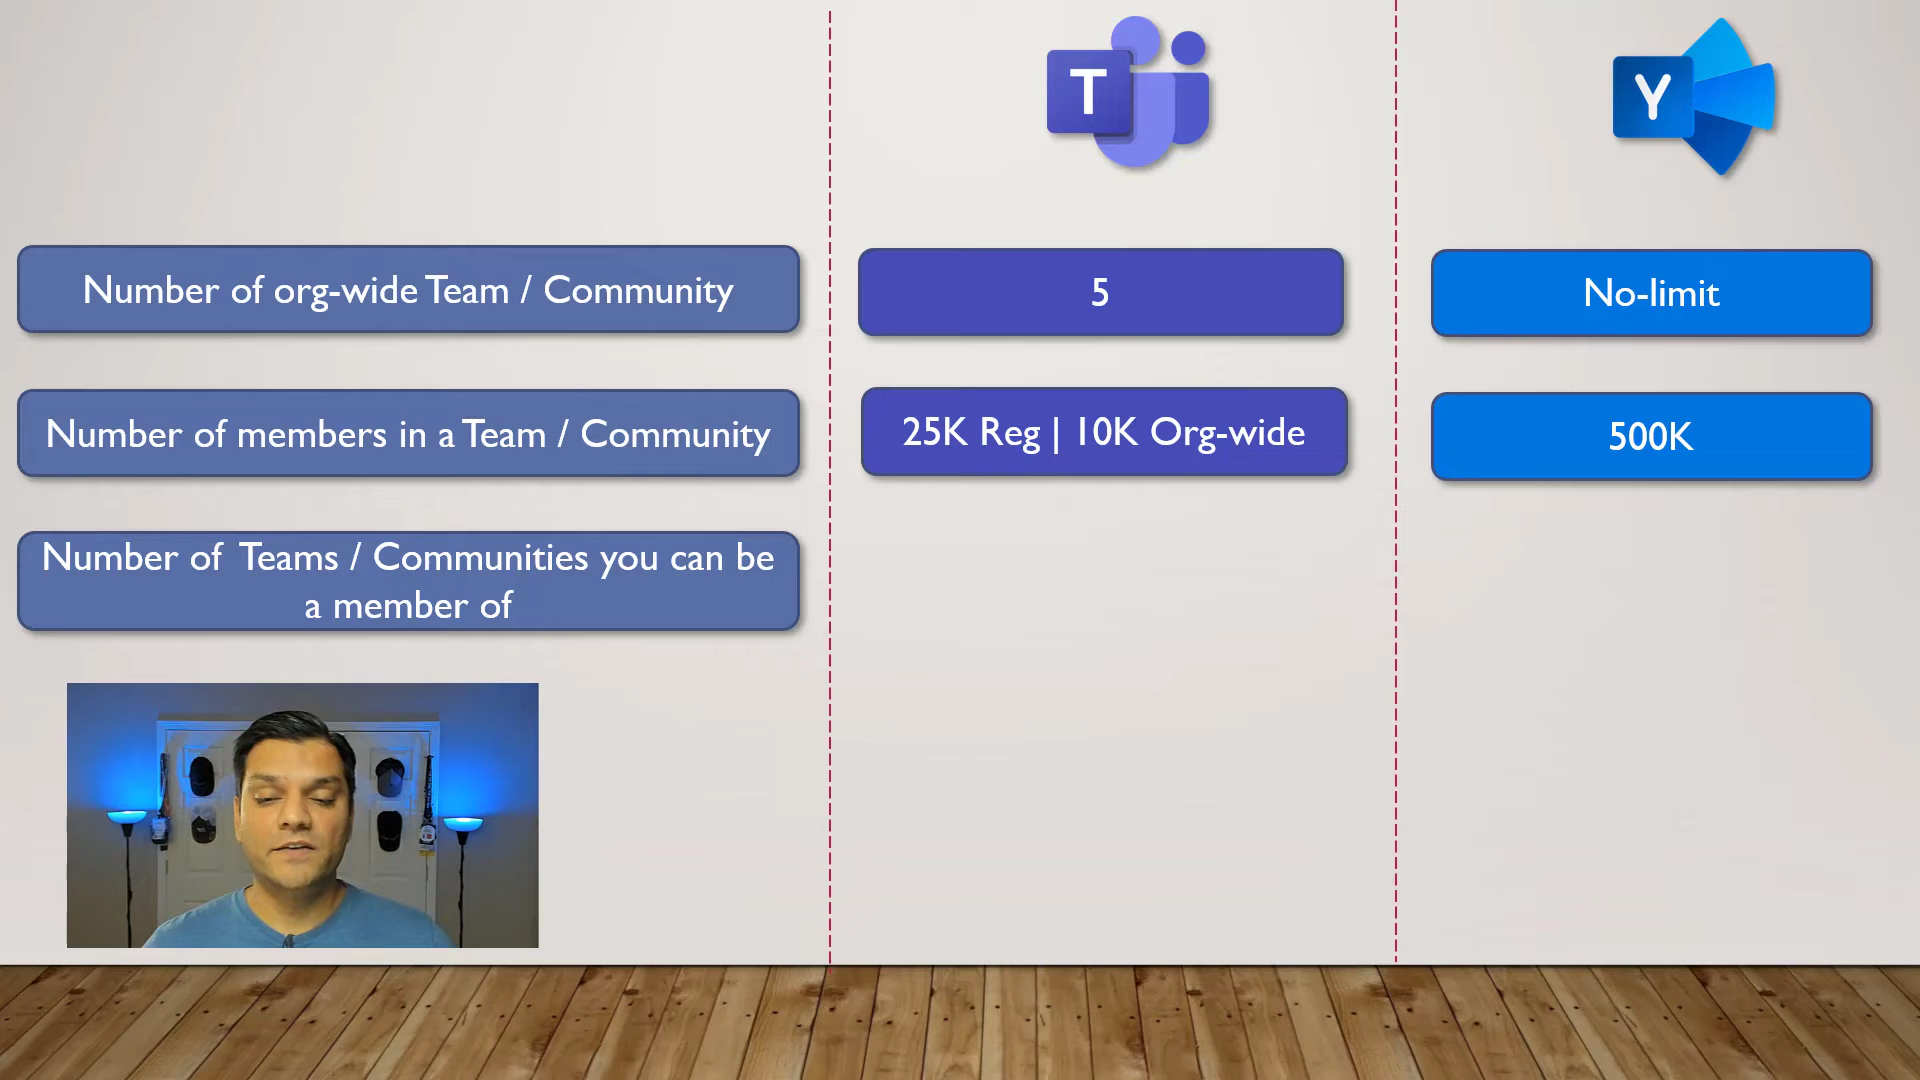 T
Y
Number of org-wide Team / Community
5
No-limit
Number of members in a Team / Community
25K Reg | 10K Org-wide
500K
Number of Teams / Communities you can be
a member of